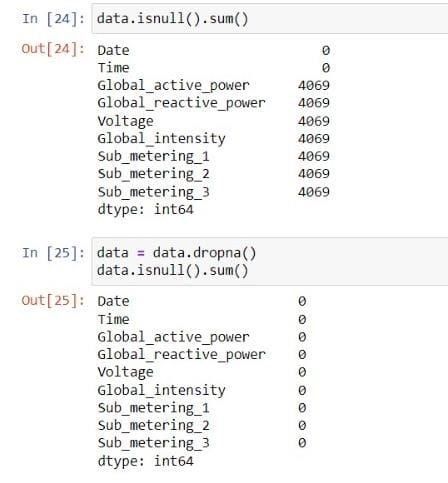 In [24]: data.isnull().sum()
Out[24]: Date 0
Time 0
Global_active_power 4069
Global_reactive_power 4069
Voltage 4069
Global_intensity 4069
Sub_metering_1 4069
Sub_metering_2 4069
Sub_metering_3 4069
dtype: int64
In [25]: data = data.dropna()
data.isnull().sum()
Out[25]: Date 0
Time 0
Global_active_power 0
Global_reactive_power 0
Voltage 0
Global_intensity 0
Sub_metering_1 0
Sub_metering_2 0
Sub_metering_3 0
dtype: int64